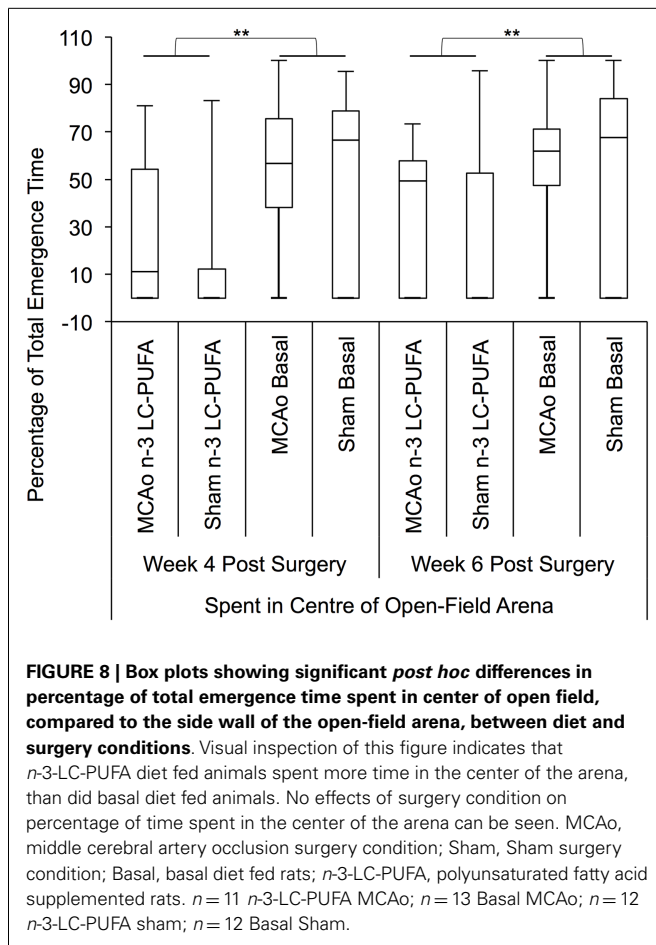 110
90
70
50
30
10
-10
Percentage of Total Emergence Time
**
**
MCAo n-3 LC-PUFA
Sham n-3 LC-PUFA
MCAo Basal
Sham Basal
MCAo n-3 LC-PUFA
Sham n-3 LC-PUFA
MCAo Basal
Sham Basal
Week 4 Post Surgery
Week 6 Post Surgery
Spent in Centre of Open-Field Arena
FIGURE 8 | Box plots showing significant post hoc differences in
percentage of total emergence time spent in center of open field,
compared to the side wall of the open-field arena, between diet and
surgery conditions. Visual inspection of this figure indicates that
n-3-LC-PUFA diet fed animals spent more time in the center of the arena,
than did basal diet fed animals. No effects of surgery condition on
percentage of time spent in the center of the arena can be seen. MCAo,
middle cerebral artery occlusion surgery condition; Sham, Sham surgery
condition; Basal, basal diet fed rats; n-3-LC-PUFA, polyunsaturated fatty acid
supplemented rats. n = 11 n-3-LC-PUFA MCAo; n = 13 Basal MCAo; n = 12
n-3-LC-PUFA sham; n = 12 Basal Sham.